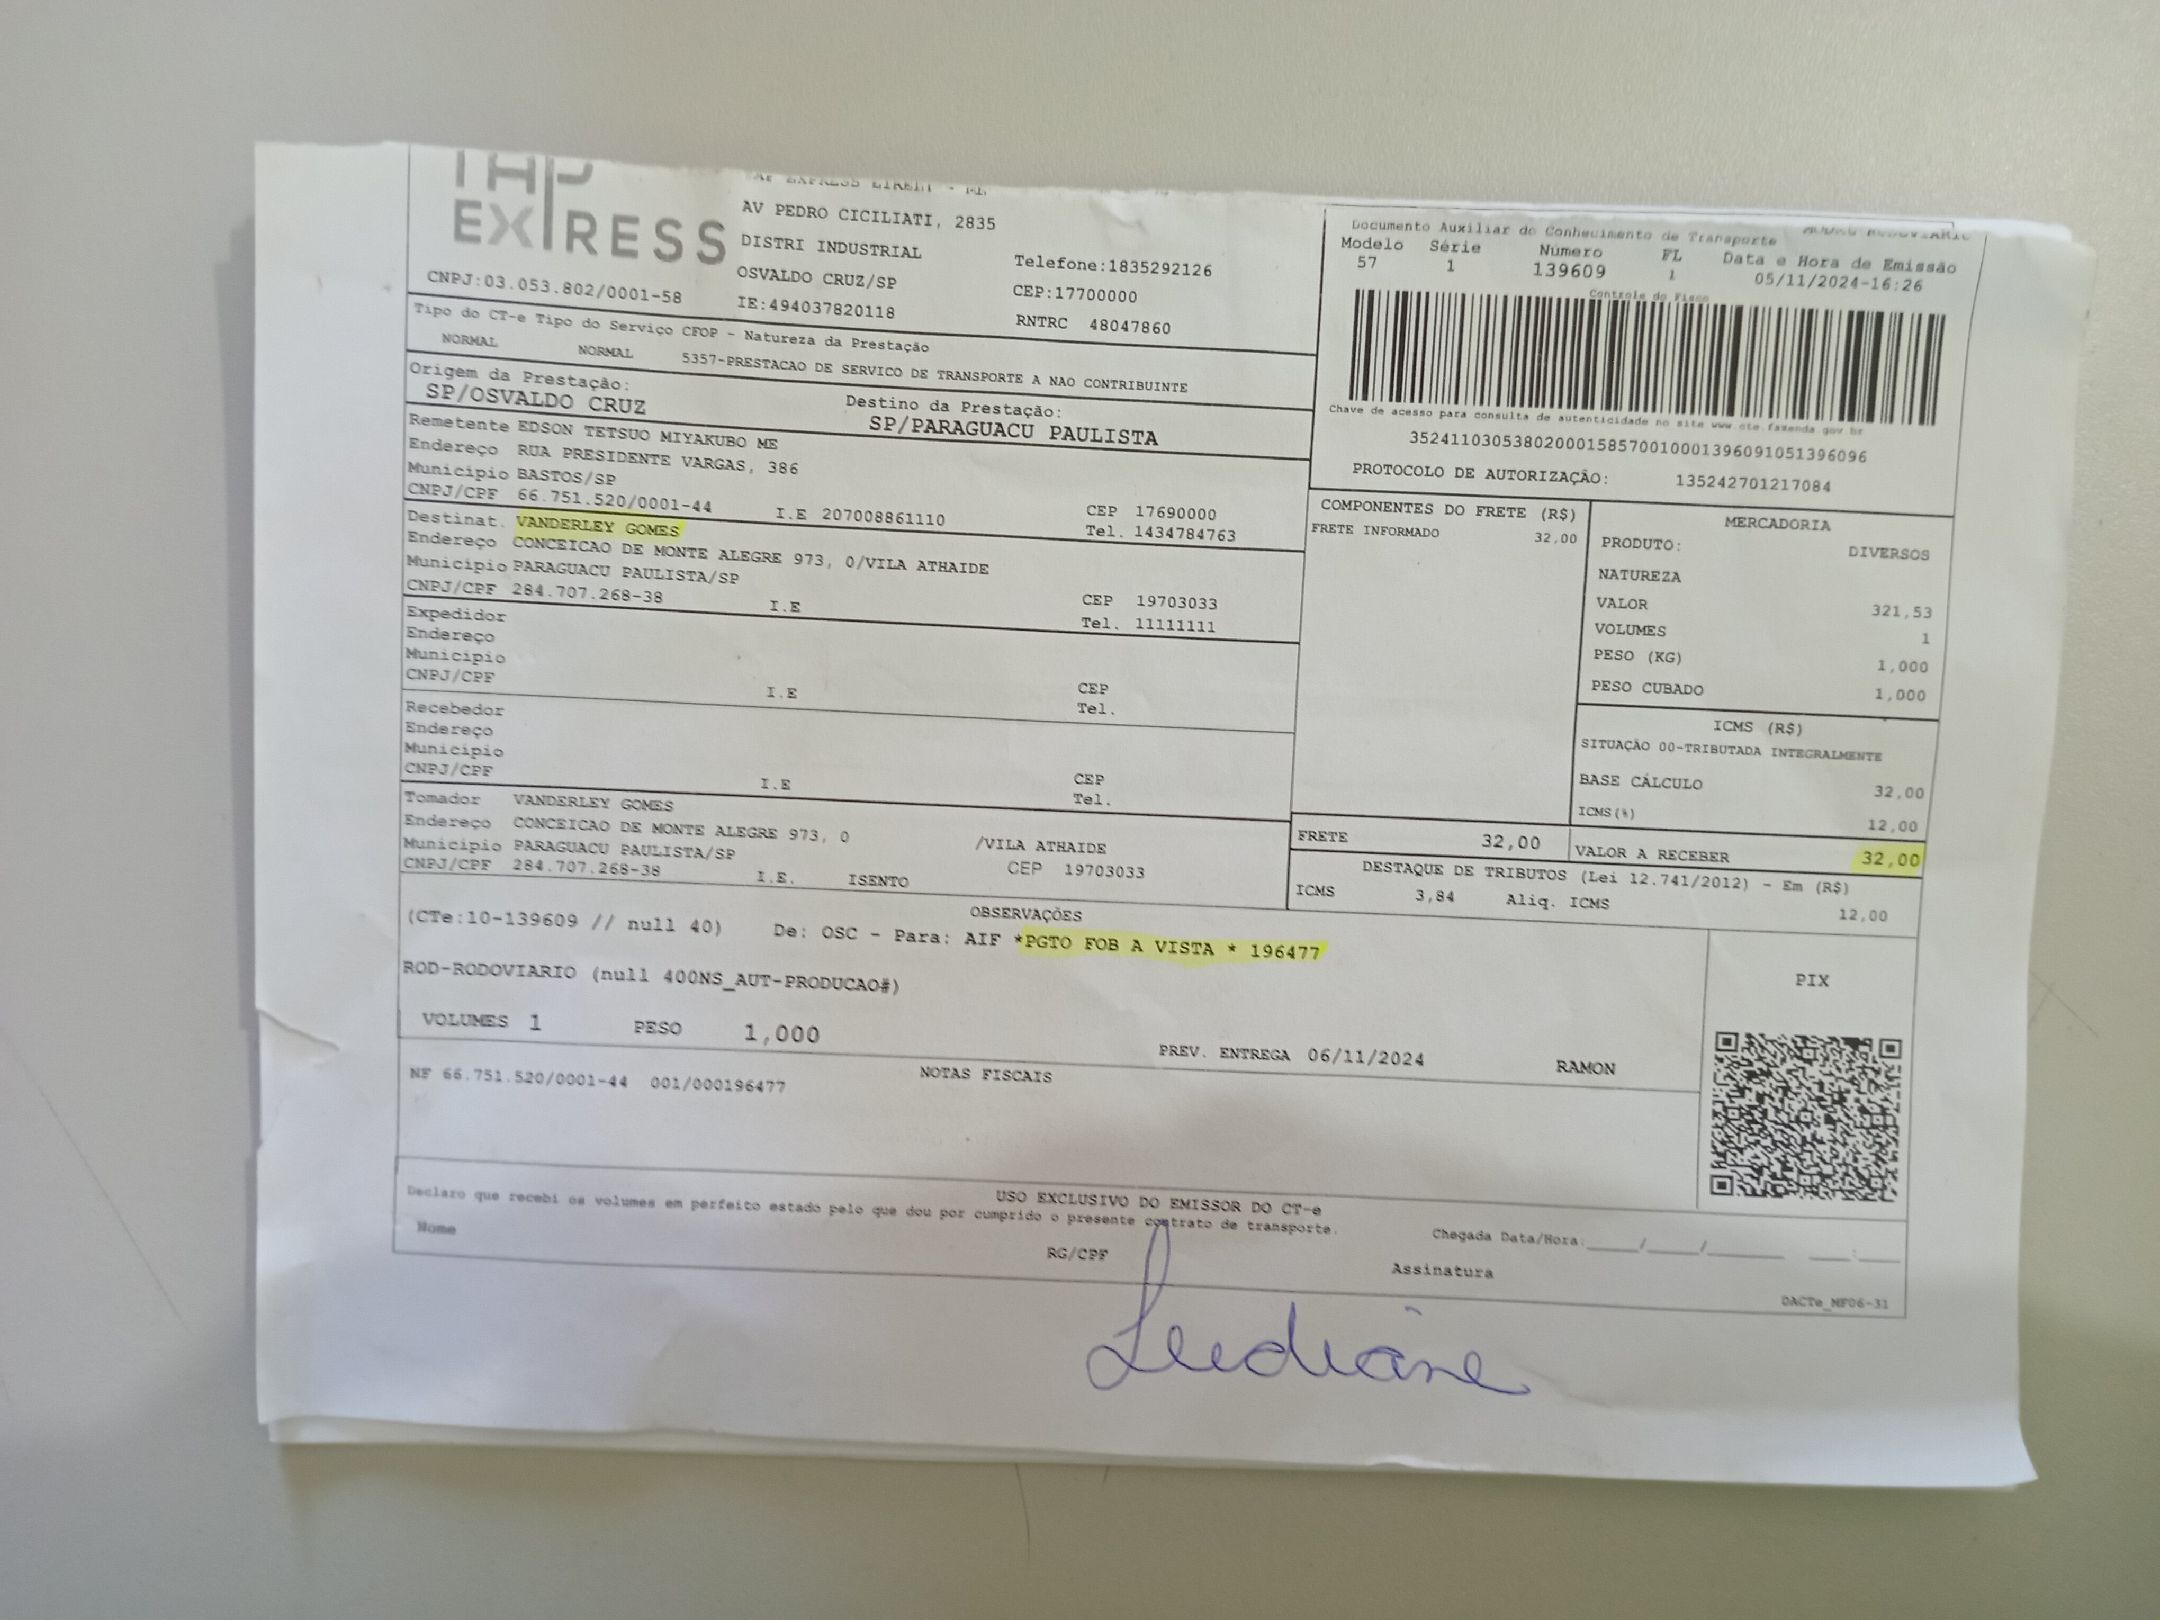 EXPRESS
CNPJ:03.053.802/0001-58
EXPRESS EIRELI - ME
AV PEDRO CICILIATI, 2835
DISTRI INDUSTRIAL
OSVALDO CRUZ/SP
IE:494037820118
Telefone:1835292126
CEP:17700000
RNTRC 48047860
Documento Auxiliar do Conhecimento de Transporte
Modelo Série Número FL Data e Hora de Emissão
57 1 139609 1 05/11/2024-16:26
Controle do Fisco
Chave de acesso para consulta de autenticidade no site www.cte.fazenda.gov.br
35241103053802000158570010001396091051396096
PROTOCOLO DE AUTORIZAÇÃO: 135242701217084
Tipo do CT-e Tipo do Serviço CFOP - Natureza da Prestação
NORMAL NORMAL 5357-PRESTACAO DE SERVICO DE TRANSPORTE A NAO CONTRIBUINTE
Origem da Prestação: Destino da Prestação:
SP/OSVALDO CRUZ SP/PARAGUACU PAULISTA
Remetente EDSON TETSUO MIYAKUBO ME
Endereço RUA PRESIDENTE VARGAS, 386
Município BASTOS/SP CEP 17690000
CNPJ/CPF 66.751.520/0001-44 I.E 207008861110 Tel. 1434784763
Destinat. VANDERLEY GOMES
Endereço CONCEICAO DE MONTE ALEGRE 973, 0/VILA ATHAIDE
Município PARAGUACU PAULISTA/SP CEP 19703033
CNPJ/CPF 284.707.268-38 I.E Tel. 11111111
Expedidor
Endereço
Município CEP
CNPJ/CPF I.E Tel.
Recebedor
Endereço
Município CEP
CNPJ/CPF I.E Tel.
Tomador VANDERLEY GOMES
Endereço CONCEICAO DE MONTE ALEGRE 973, 0 /VILA ATHAIDE
Município PARAGUACU PAULISTA/SP CEP 19703033
CNPJ/CPF 284.707.268-38 I.E. ISENTO
COMPONENTES DO FRETE (R$)
FRETE INFORMADO 32,00
MERCADORIA
PRODUTO: DIVERSOS
NATUREZA
VALOR 321,53
VOLUMES 1
PESO (KG) 1,000
PESO CUBADO 1,000
ICMS (R$)
SITUAÇÃO 00-TRIBUTADA INTEGRALMENTE
BASE CÁLCULO 32,00
ICMS(%) 12,00
FRETE 32,00 VALOR A RECEBER 32,00
DESTAQUE DE TRIBUTOS (Lei 12.741/2012) - Em (R$)
ICMS 3,84 Aliq. ICMS 12,00
OBSERVAÇÕES
(CTe:10-139609 // null 40) De: OSC - Para: AIF *PGTO FOB A VISTA * 196477
ROD-RODOVIARIO (null 400NS_AUT-PRODUCAO#)
VOLUMES 1 PESO 1,000 PREV. ENTREGA 06/11/2024 RAMON
PIX
NOTAS FISCAIS
NF 66.751.520/0001-44 001/000196477
USO EXCLUSIVO DO EMISSOR DO CT-e
Declaro que recebi os volumes em perfeito estado pelo que dou por cumprido o presente contrato de transporte.
Nome RG/CPF Assinatura
Chegada Data/Hora:_____/_____/_______ ____:____
DACTe_MF06-31